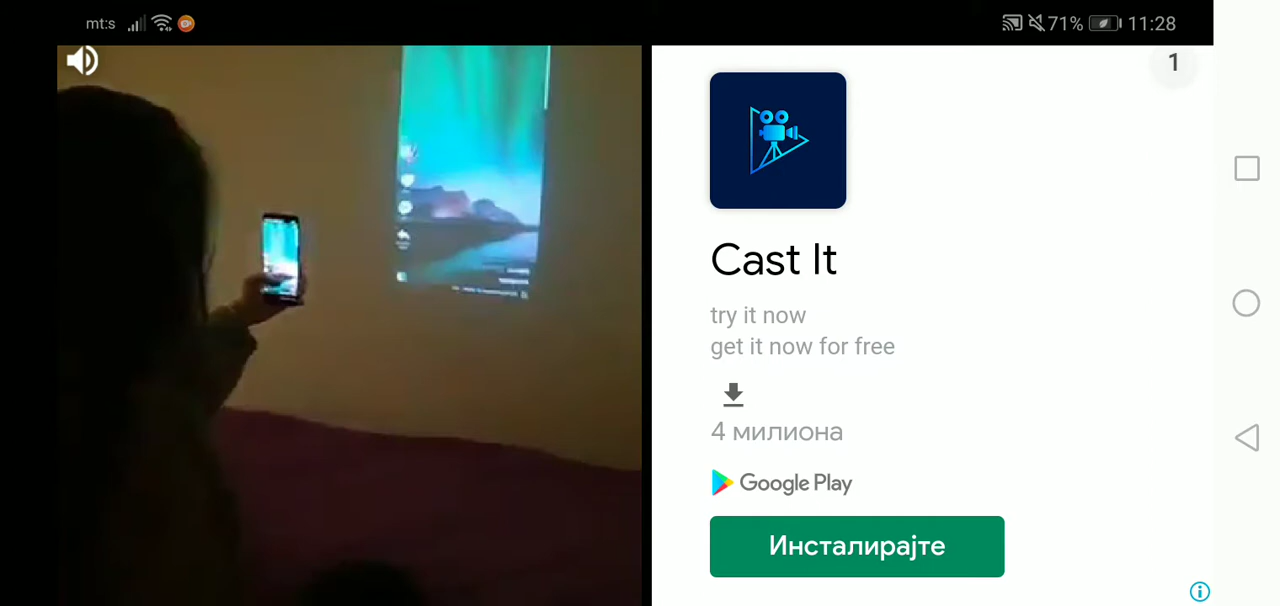 mt:s
71% 11:28
1
Cast It
try it now
get it now for free
4 милиона
Google Play
Инсталирајте